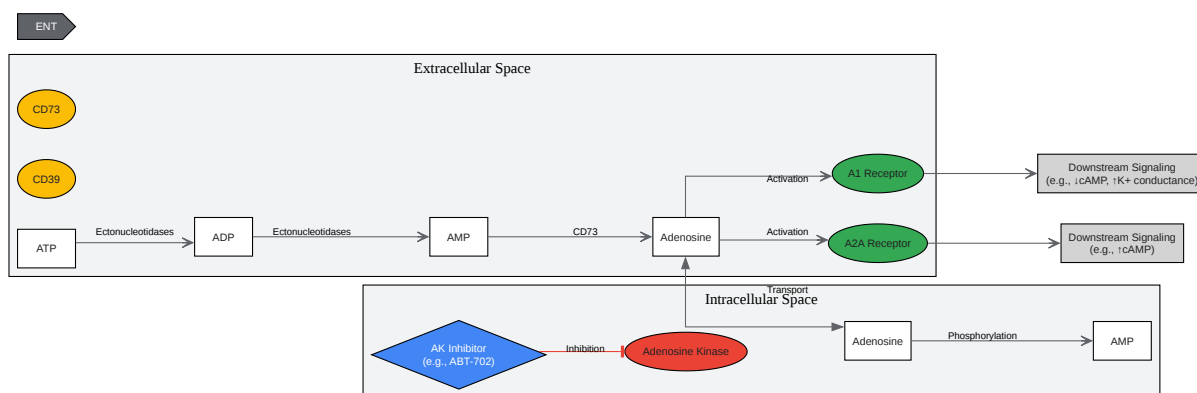 ENT
Extracellular Space
CD73
CD39
A1 Receptor
Activation
Downstream Signaling
(e.g., ↓cAMP, ↑K+ conductance)
ATP
Ectonucleotidases
ADP
Ectonucleotidases
AMP
CD73
Adenosine
Activation
A2A Receptor
Downstream Signaling
(e.g., ↑cAMP)
Transport
Intracellular Space
AK Inhibitor
(e.g., ABT-702)
Inhibition
Adenosine Kinase
Adenosine
Phosphorylation
AMP